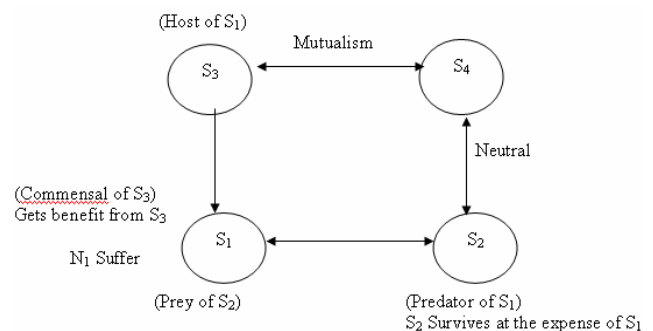 (Host of S1)
Mutualism
S3
S4
Neutral
(Commensal of S3)
Gets benefit from S3
S1
S2
N1 Suffer
(Prey of S2)
(Predator of S1)
S2 Survives at the expense of S1